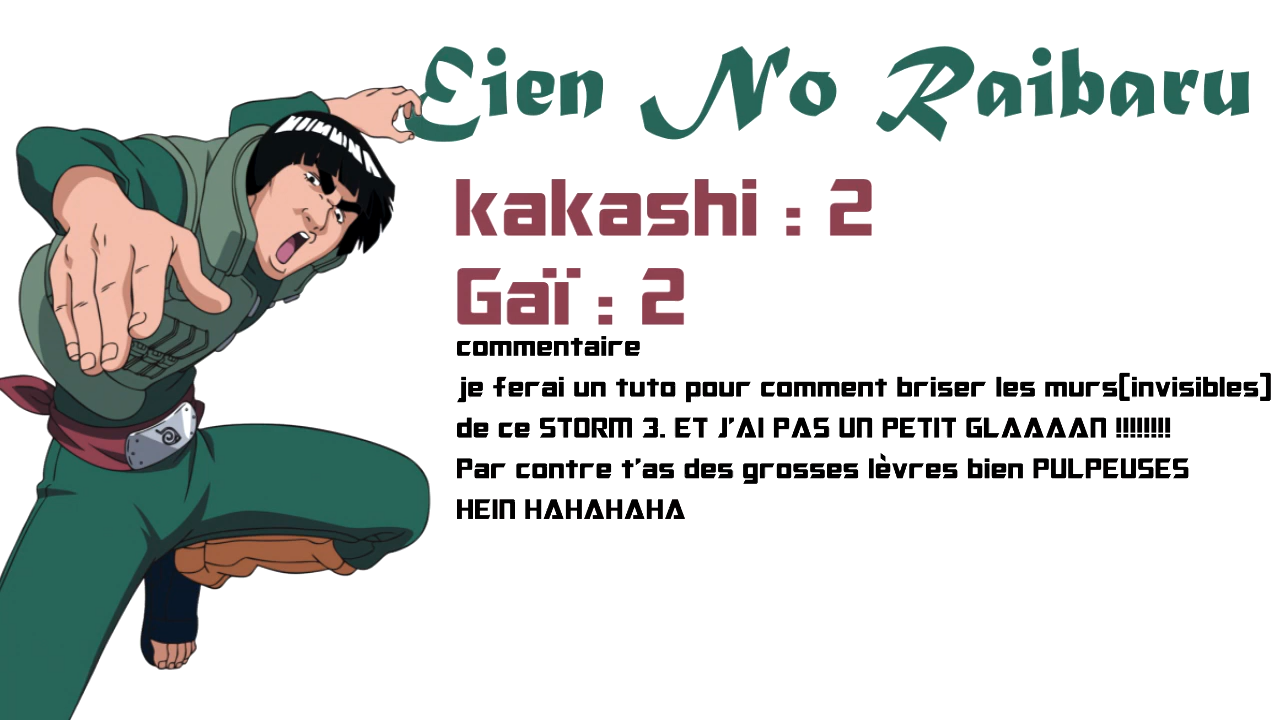 Eien No Raibaru
kakashi : 2
Gaï : 2
commentaire
je ferai un tuto pour comment briser les murs[invisibles]
de ce STORM 3. ET J'AI PAS UN PETIT GLAAAAN !!!!!!!!
Par contre t'as des grosses lèvres bien PULPEUSES
HEIN HAHAHAHA